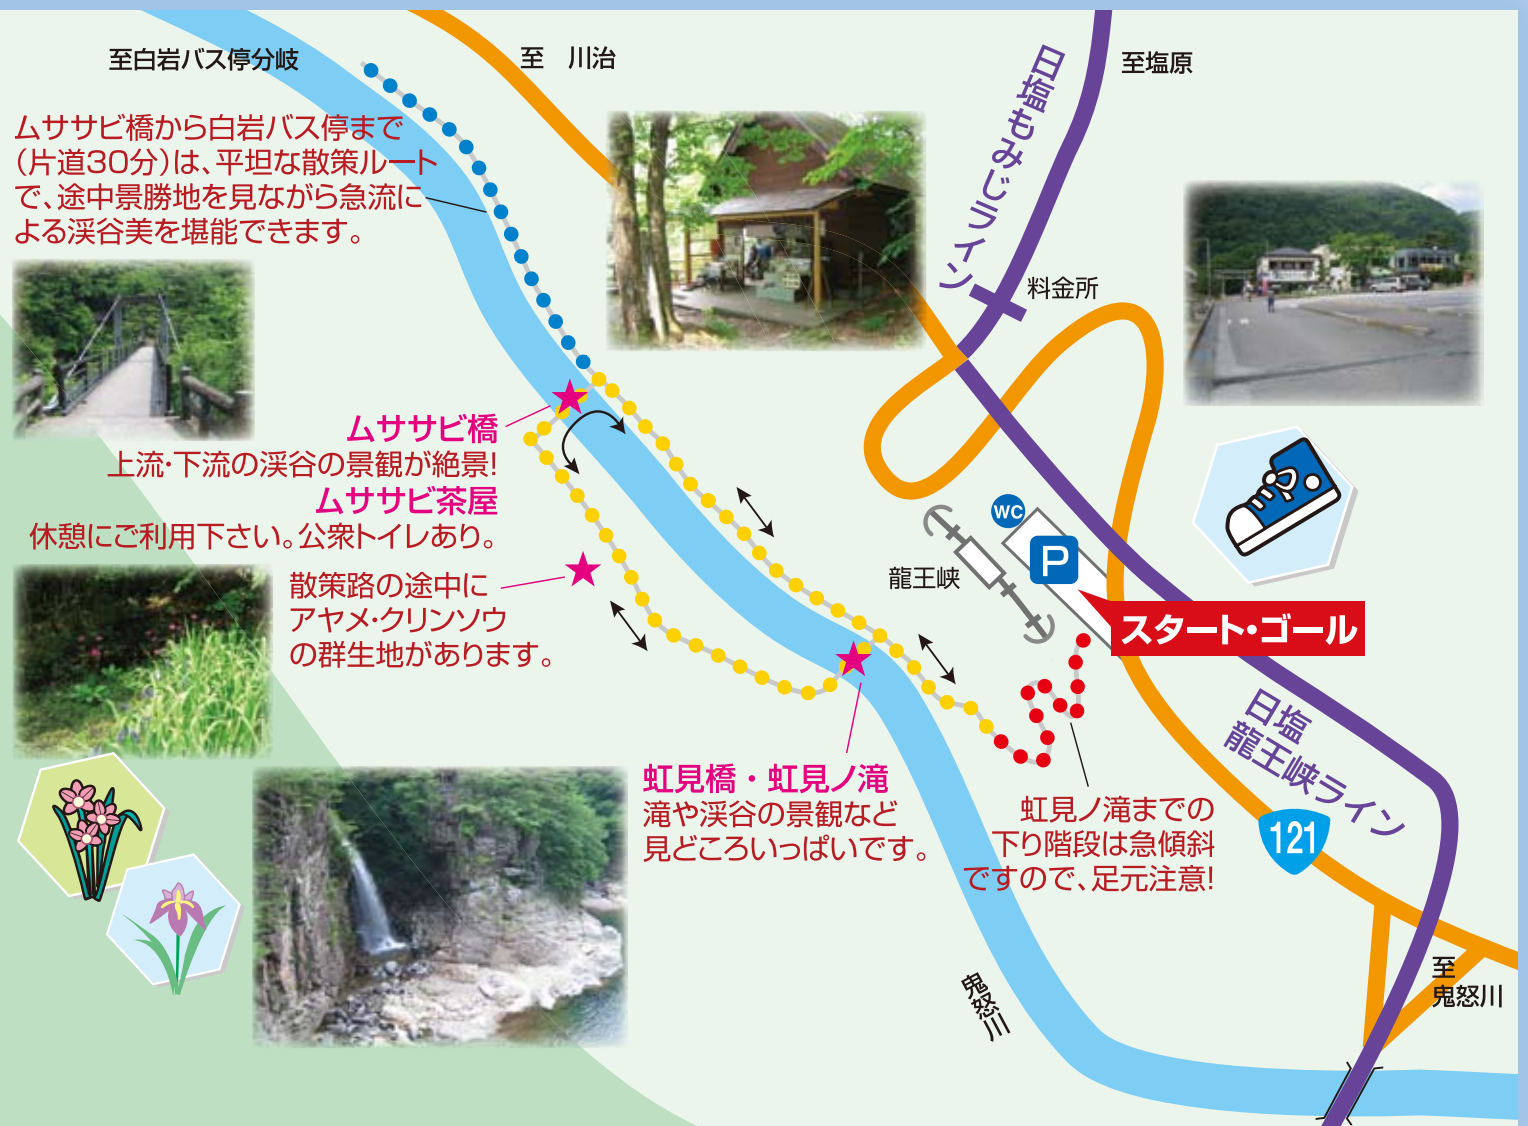 至白岩バス停分岐
至 川治
至塩原
日塩もみじライン
ムササビ橋から白岩バス停まで
（片道30分）は、平坦な散策ルート
で、途中景勝地を見ながら急流に
よる渓谷美を堪能できます。
料金所
ムササビ橋
上流・下流の渓谷の景観が絶景!
ムササビ茶屋
休憩にご利用下さい。公衆トイレあり。
散策路の途中に
アヤメ・クリンソウ
の群生地があります。
WC
P
龍王峡
スタート・ゴール
日塩
龍王峡ライン
虹見橋・虹見ノ滝
滝や渓谷の景観など
見どころいっぱいです。
虹見ノ滝までの
下り階段は急傾斜
ですので、足元注意!
121
鬼怒川
至
鬼怒川